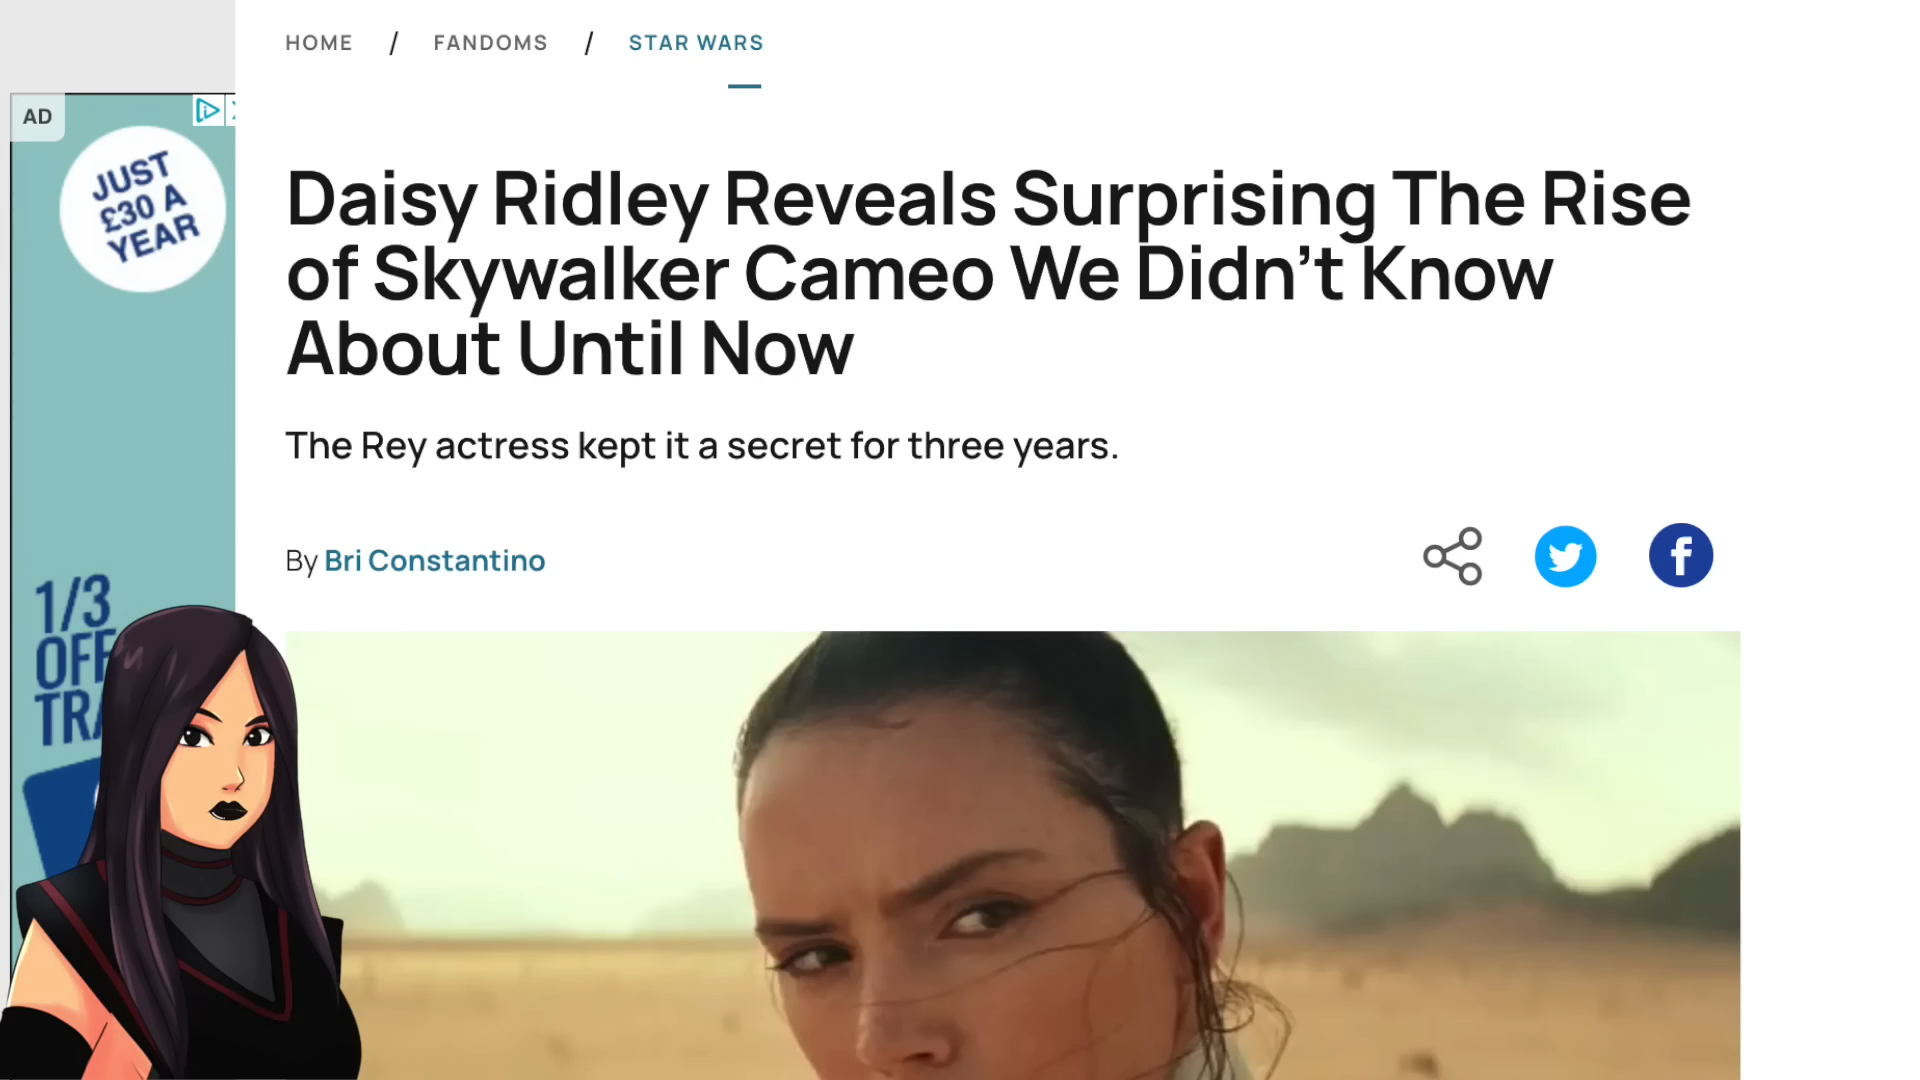 HOME / FANDOMS / STAR WARS
AD
JUST
£30 A
YEAR
Daisy Ridley Reveals Surprising The Rise
of Skywalker Cameo We Didn't Know
About Until Now
The Rey actress kept it a secret for three years.
By Bri Constantino
1/3
OFF